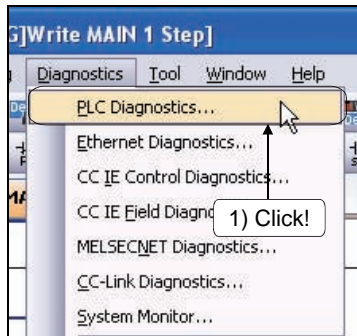 G]Write MAIN 1 Step]
Diagnostics Tool Window Help
PLC Diagnostics...
Ethernet Diagnostics...
CC IE Control Diagnostics...
CC IE Field Diagno
1) Click!
MELSECNET Diagnostics...
CC-Link Diagnostics...
System Monitor...